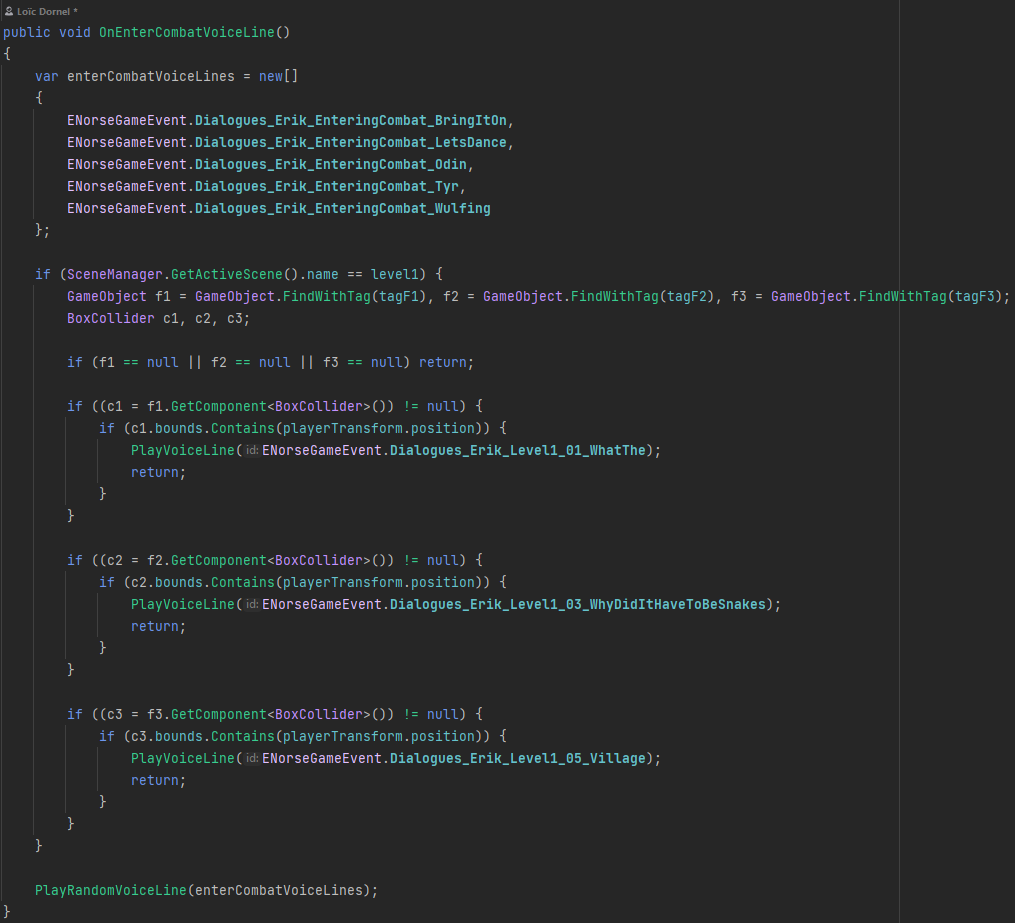 Loïc Dornel *
public void OnEnterCombatVoiceLine()
{
    var enterCombatVoiceLines = new[]
    {
        ENorseGameEvent.Dialogues_Erik_EnteringCombat_BringItOn,
        ENorseGameEvent.Dialogues_Erik_EnteringCombat_LetsDance,
        ENorseGameEvent.Dialogues_Erik_EnteringCombat_Odin,
        ENorseGameEvent.Dialogues_Erik_EnteringCombat_Tyr,
        ENorseGameEvent.Dialogues_Erik_EnteringCombat_Wulfing
    };

    if (SceneManager.GetActiveScene().name == level1) {
        GameObject f1 = GameObject.FindWithTag(tagF1), f2 = GameObject.FindWithTag(tagF2), f3 = GameObject.FindWithTag(tagF3);
        BoxCollider c1, c2, c3;

        if (f1 == null || f2 == null || f3 == null) return;

        if ((c1 = f1.GetComponent<BoxCollider>()) != null) {
            if (c1.bounds.Contains(playerTransform.position)) {
                PlayVoiceLine(id: ENorseGameEvent.Dialogues_Erik_Level1_01_WhatThe);
                return;
            }
        }

        if ((c2 = f2.GetComponent<BoxCollider>()) != null) {
            if (c2.bounds.Contains(playerTransform.position)) {
                PlayVoiceLine(id: ENorseGameEvent.Dialogues_Erik_Level1_03_WhyDidItHaveToBeSnakes);
                return;
            }
        }

        if ((c3 = f3.GetComponent<BoxCollider>()) != null) {
            if (c3.bounds.Contains(playerTransform.position)) {
                PlayVoiceLine(id: ENorseGameEvent.Dialogues_Erik_Level1_05_Village);
                return;
            }
        }
    }

    PlayRandomVoiceLine(enterCombatVoiceLines);
}